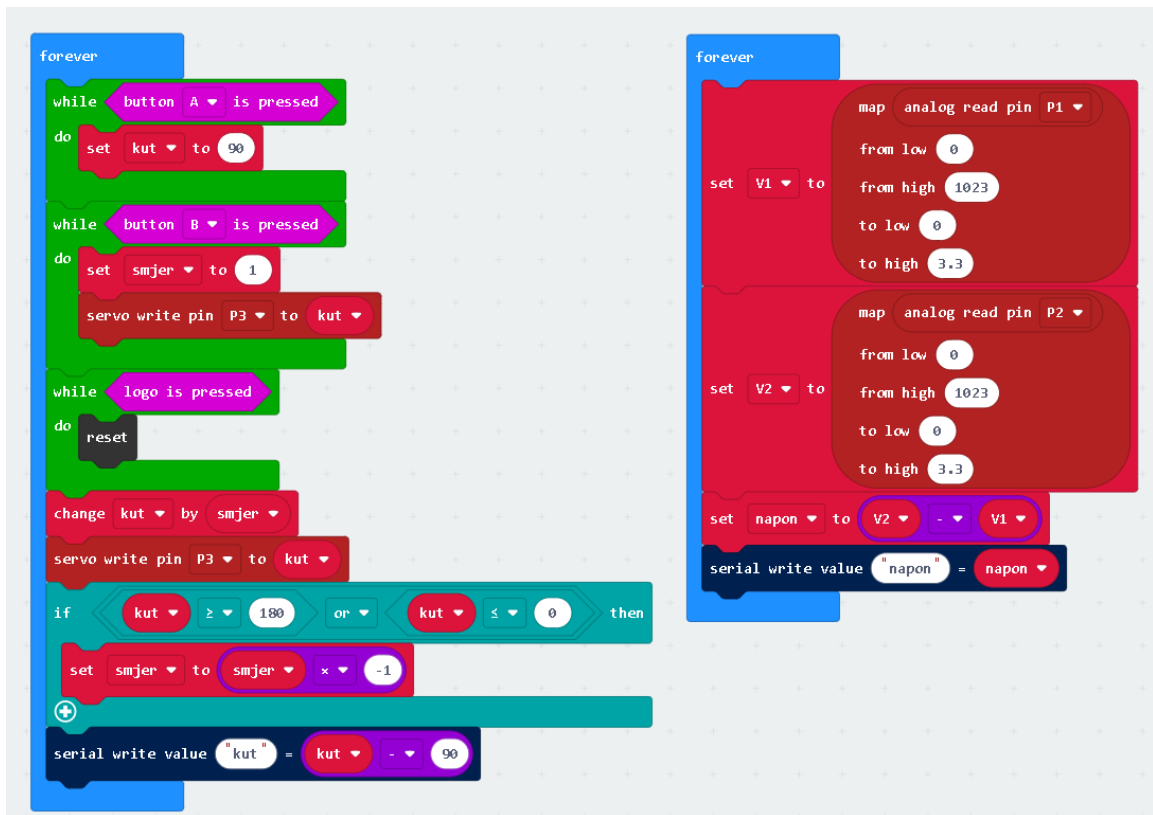 forever
while button A is pressed
do
set kut to 90
while button B is pressed
do
set smjer to 1
servo write pin P3 to kut
while logo is pressed
do
reset
change kut by smjer
servo write pin P3 to kut
if kut ≥ 180 or kut ≤ 0 then
set smjer to smjer × -1
serial write value "kut" = kut - 90
forever
set V1 to
map analog read pin P1
from low 0
from high 1023
to low 0
to high 3.3
set V2 to
map analog read pin P2
from low 0
from high 1023
to low 0
to high 3.3
set napon to V2 - V1
serial write value "napon" = napon